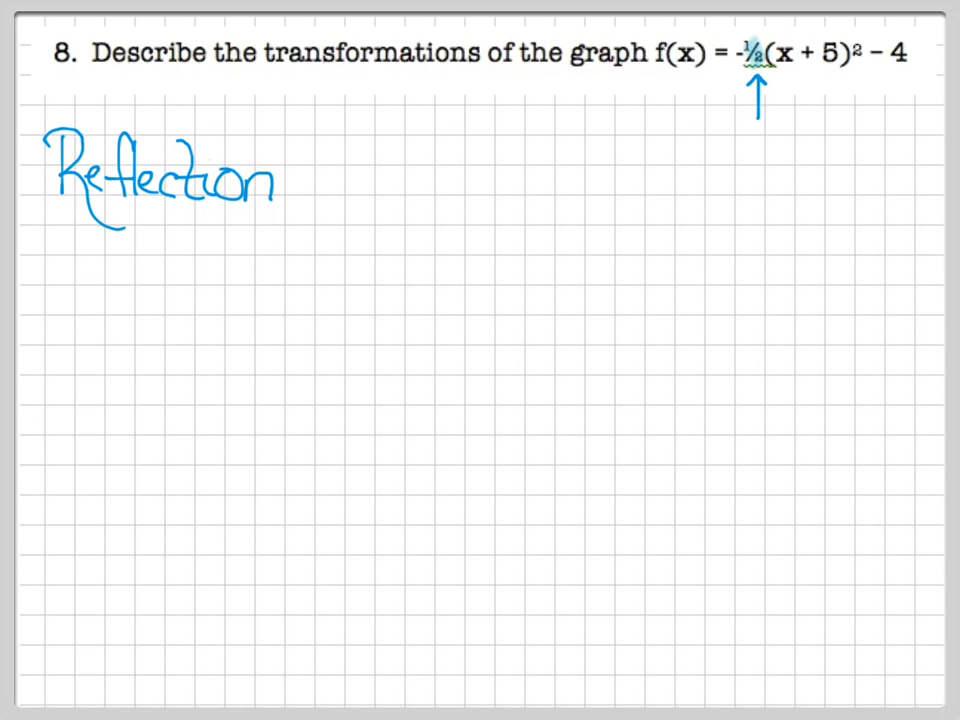 8. Describe the transformations of the graph f(x) = -½(x + 5)² – 4
Reflection